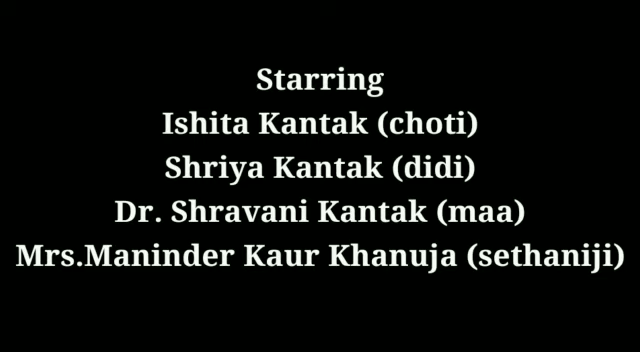 Starring
Ishita Kantak (choti)
Shriya Kantak (didi)
Dr. Shravani Kantak (maa)
Mrs.Maninder Kaur Khanuja (sethaniji)